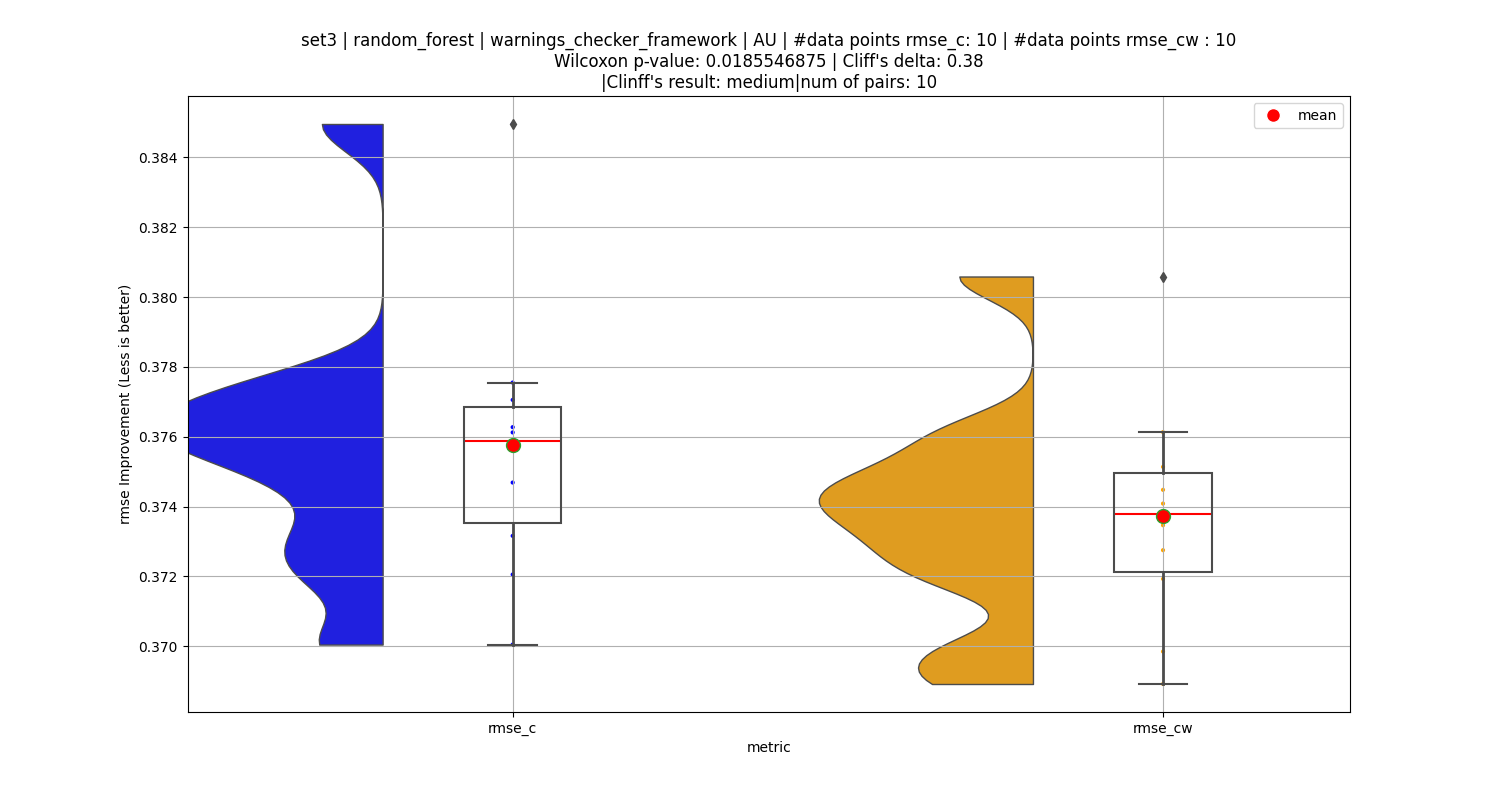 set3 | random_forest | warnings_checker_framework | AU | #data points rmse_c: 10 | #data points rmse_cw : 10
Wilcoxon p-value: 0.0185546875 | Cliff's delta: 0.38
|Clinff's result: medium|num of pairs: 10
mean
0.384
0.382
0.380
0.378
0.376
0.374
0.372
0.370
rmse Improvement (Less is better)
rmse_c
rmse_cw
metric